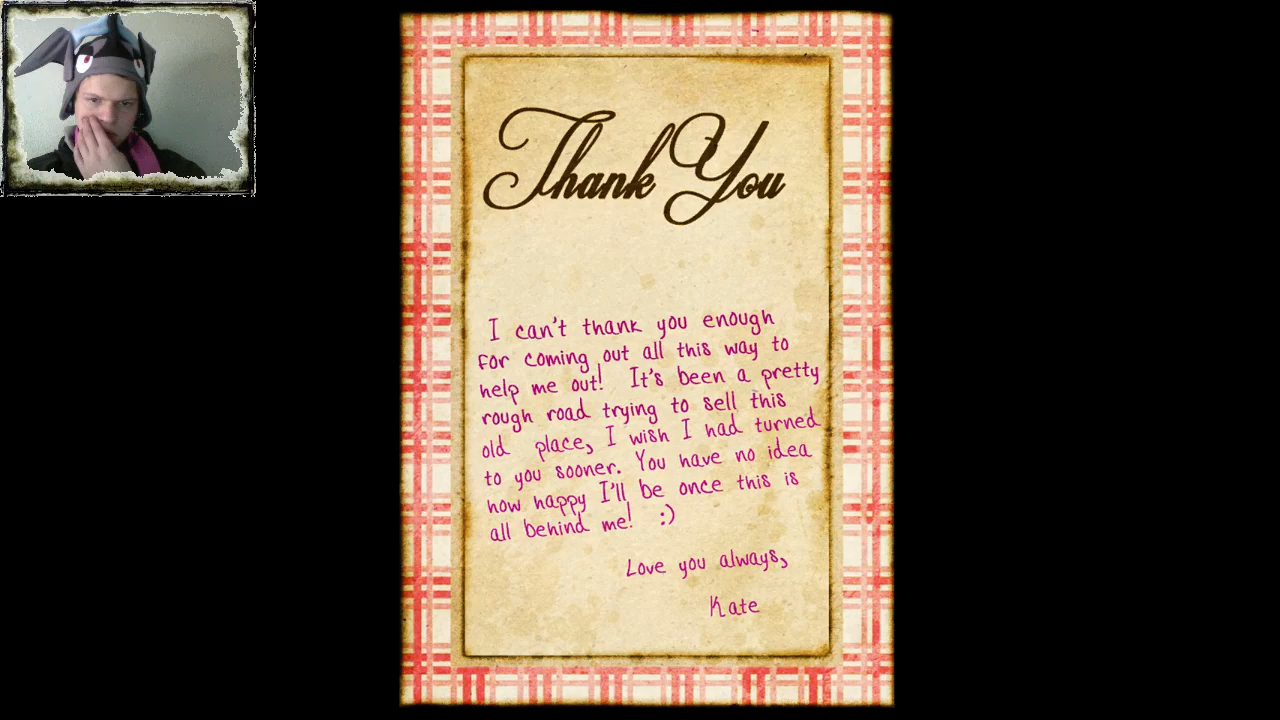 Thank You
I can't thank you enough
for coming out all this way to
help me out! It's been a pretty
rough road trying to sell this
old place, I wish I had turned
to you sooner. You have no idea
how happy I'll be once this is
all behind me! :)
Love you always,
Kate